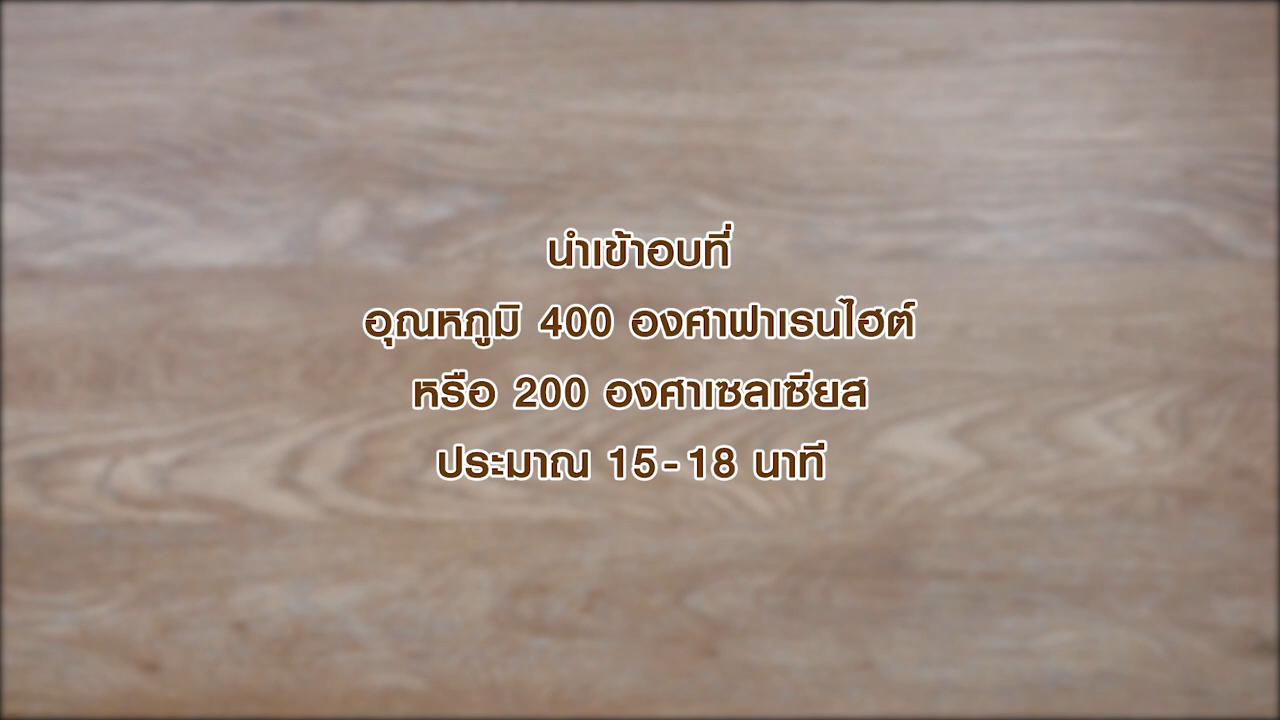 นำเข้าอบที่
อุณหภูมิ 400 องศาฟาเรนไฮต์
หรือ 200 องศาเซลเซียส
ประมาณ 15-18 นาที